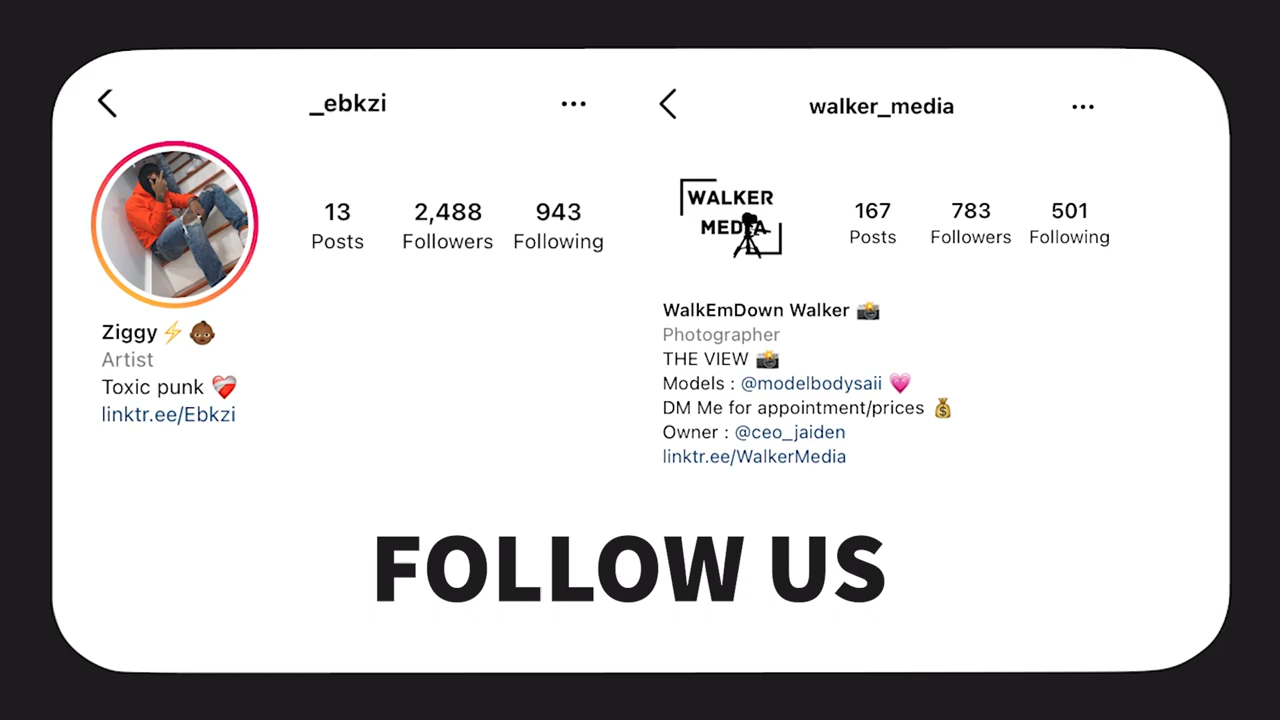 _ebkzi
13 2,488 943
Posts Followers Following
Ziggy ⚡ 👶🏾
Artist
Toxic punk ❤️‍🩹
linktr.ee/Ebkzi
walker_media
WALKER
MEDIA
167 783 501
Posts Followers Following
WalkEmDown Walker 📸
Photographer
THE VIEW 📸
Models : @modelbodysaii 💗
DM Me for appointment/prices 💰
Owner : @ceo_jaiden
linktr.ee/WalkerMedia
FOLLOW US